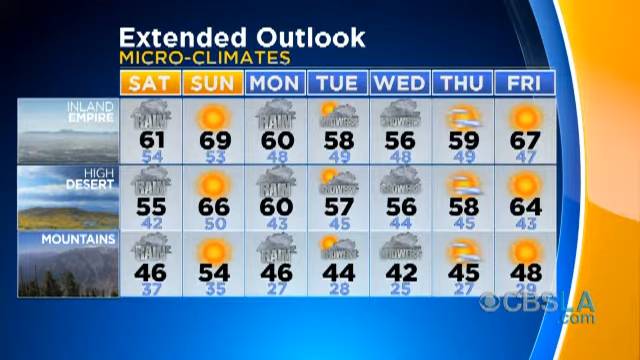 Extended Outlook
MICRO-CLIMATES
SAT SUN MON TUE WED THU FRI
INLAND
EMPIRE
RAIN RAIN SHOWERS SHOWERS
61 69 60 58 56 59 67
54 53 48 49 48 49 47
HIGH
DESERT
RAIN RAIN SHOWERS SHOWERS
55 66 60 57 56 58 64
42 50 43 45 44 45 43
MOUNTAINS
RAIN RAIN SHOWERS SHOWERS
46 54 46 44 42 45 48
37 35 27 28 25 27 29
CBSLA
.com